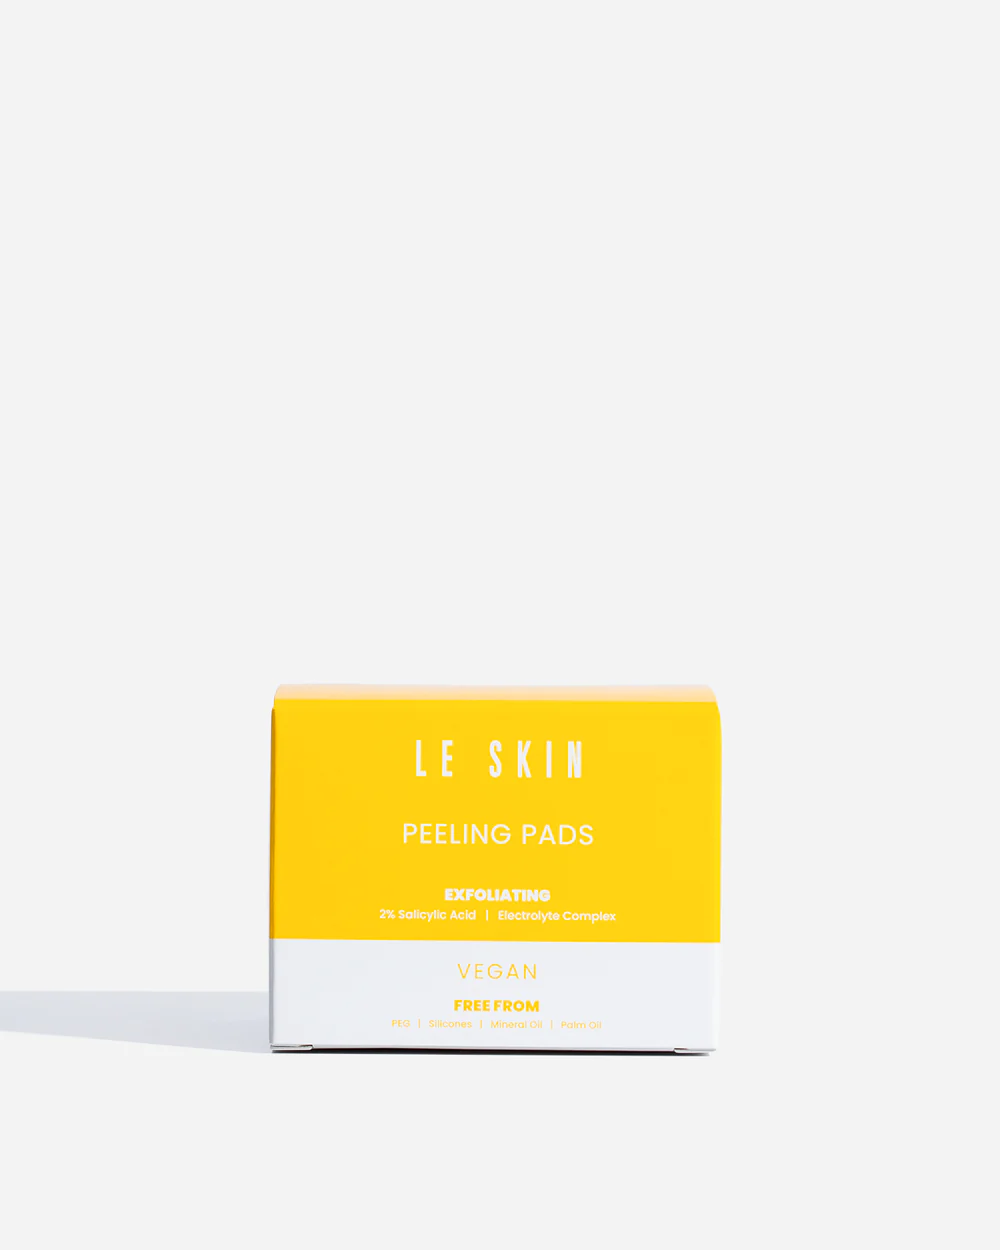 LE SKIN
PEELING PADS
EXFOLIATING
2% Salicylic Acid | Electrolyte Complex
VEGAN
FREE FROM
PEG | Silicones | Mineral Oil | Palm Oil